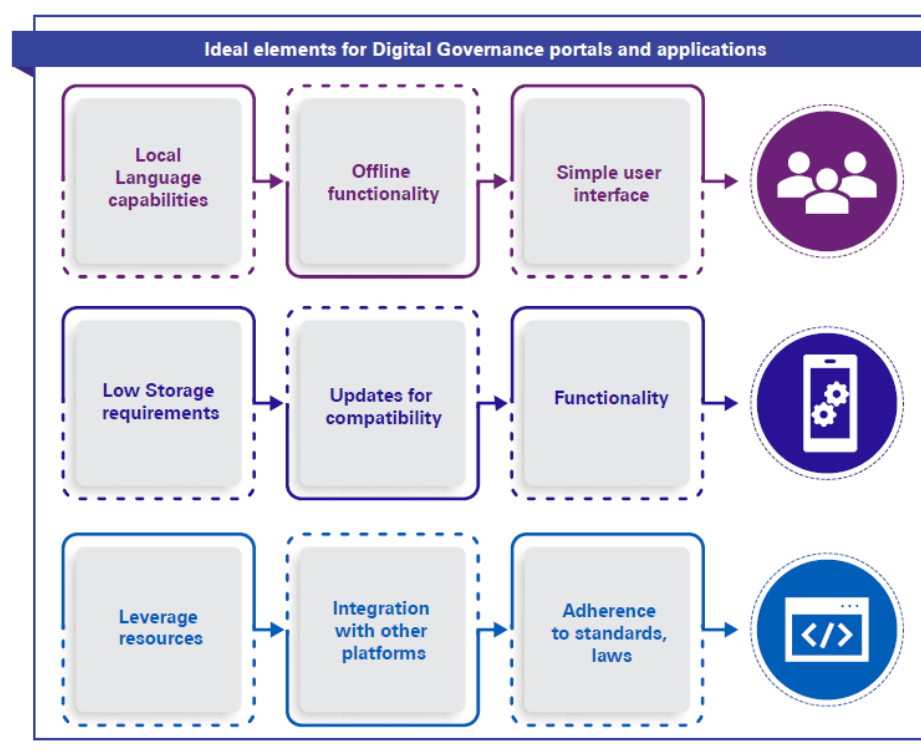 Ideal elements for Digital Governance portals and applications
Local
Language
capabilities
Offline
functionality
Simple user
interface
Low Storage
requirements
Updates for
compatibility
Functionality
Leverage
resources
Integration
with other
platforms
Adherence
to standards,
laws
</>